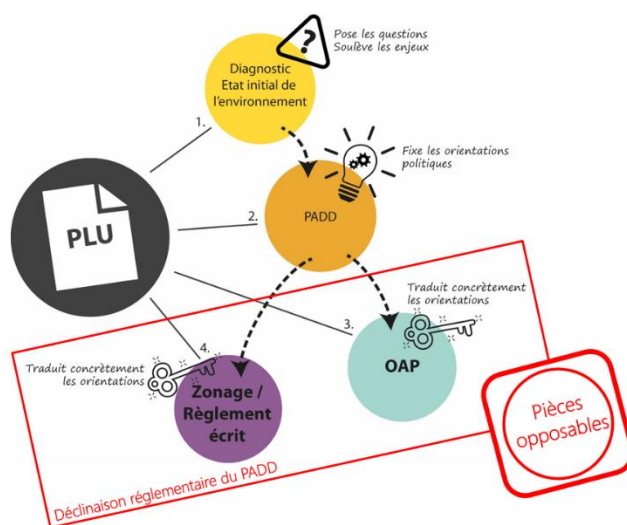 ?
Pose les questions
Soulève les enjeux
Diagnostic
Etat initial de
l'environnement
1.
Fixe les orientations
politiques
PLU
2.
PADD
Traduit concrètement
les orientations
3.
OAP
4.
Traduit concrètement
les orientations
Zonage /
Règlement
écrit
Pièces
opposables
Déclinaison réglementaire du PADD